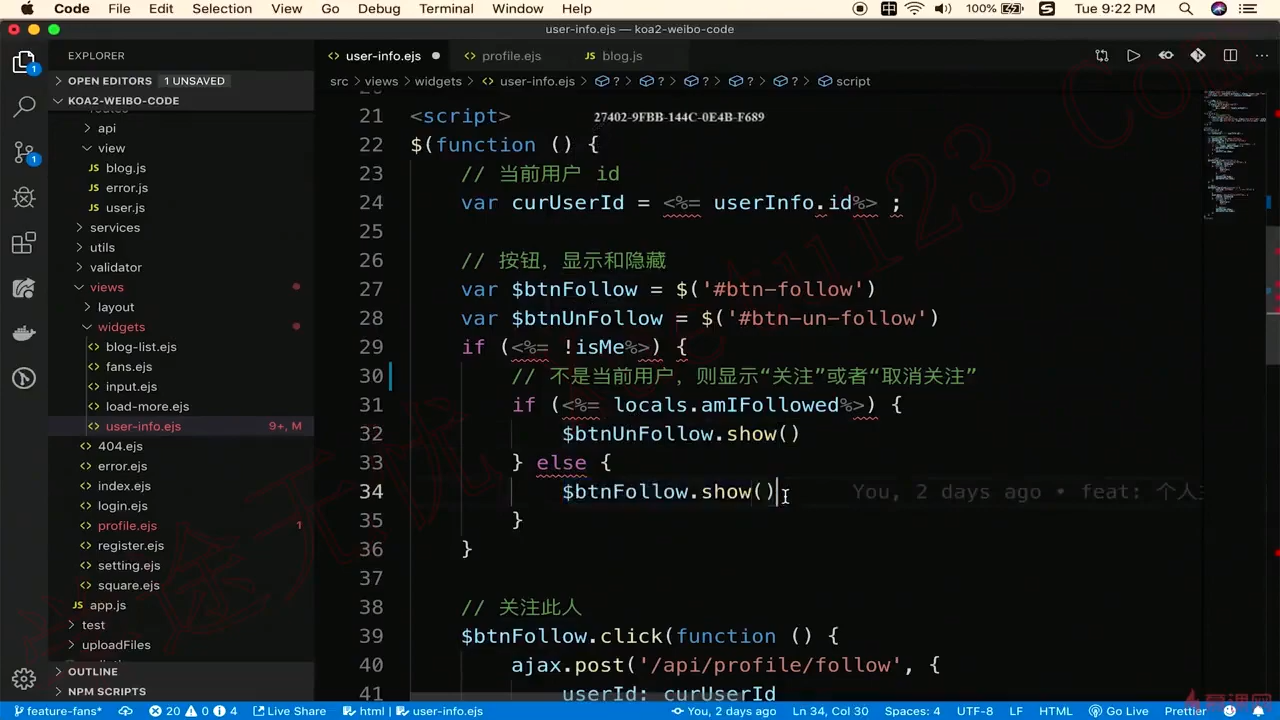 Code File Edit Selection View Go Debug Terminal Window Help 中 100% S Tue 9:22 PM
user-info.ejs — koa2-weibo-code
EXPLORER
1
OPEN EDITORS 1 UNSAVED
KOA2-WEIBO-CODE
routes
api
view
blog.js
1
error.js
user.js
services
utils
validator
views
layout
widgets
blog-list.ejs
fans.ejs
input.ejs
load-more.ejs
user-info.ejs 9+, M
404.ejs
error.ejs
index.ejs
login.ejs
profile.ejs 1
register.ejs
setting.ejs
square.ejs
app.js
test
uploadFiles
OUTLINE
NPM SCRIPTS
user-info.ejs profile.ejs blog.js
src views widgets user-info.ejs ? ? ? ? ? script
21 <script>
27402-9FBB-144C-0E4B-F689
22 $(function () {
23 // 当前用户 id
24 var curUserId = <%= userInfo.id%> ;
25
26 // 按钮，显示和隐藏
27 var $btnFollow = $('#btn-follow')
28 var $btnUnFollow = $('#btn-un-follow')
29 if (<%= !isMe%>) {
30 // 不是当前用户，则显示“关注”或者“取消关注”
31 if (<%= locals.amIFollowed%>) {
32 $btnUnFollow.show()
33 } else {
34 $btnFollow.show() You, 2 days ago • feat: 个人
35 }
36 }
37
38 // 关注此人
39 $btnFollow.click(function () {
40 ajax.post('/api/profile/follow', {
41 userId: curUserId
feature-fans* 20 0 4 Live Share html user-info.ejs You, 2 days ago Ln 34, Col 30 Spaces: 4 UTF-8 LF HTML Go Live Prettier
慕课网